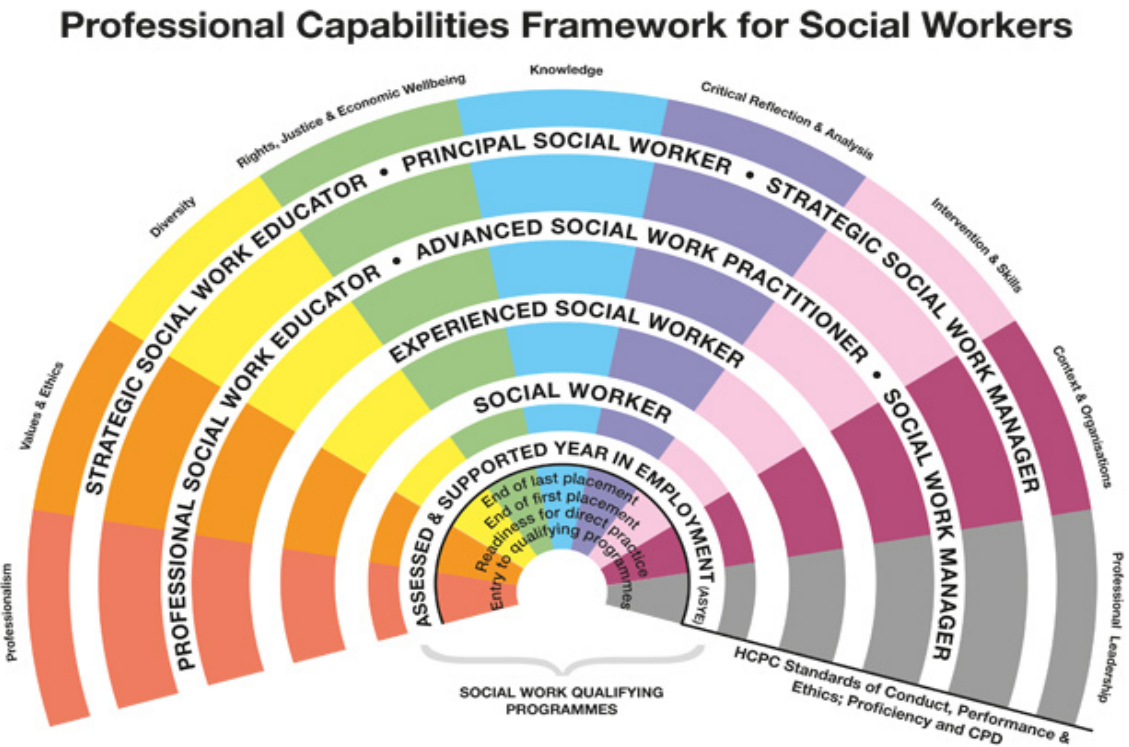 Professional Capabilities Framework for Social Workers
Professionalism
Values & Ethics
Diversity
Rights, Justice & Economic Wellbeing
Knowledge
Critical Reflection & Analysis
Intervention & Skills
Context & Organisations
Professional Leadership
STRATEGIC SOCIAL WORK EDUCATOR • PRINCIPAL SOCIAL WORKER • STRATEGIC SOCIAL WORK MANAGER
PROFESSIONAL SOCIAL WORK EDUCATOR • ADVANCED SOCIAL WORK PRACTITIONER • SOCIAL WORK MANAGER
EXPERIENCED SOCIAL WORKER
SOCIAL WORKER
ASSESSED & SUPPORTED YEAR IN EMPLOYMENT (ASYE)
End of last placement
End of first placement
Readiness for direct practice
Entry to qualifying programmes
SOCIAL WORK QUALIFYING
PROGRAMMES
HCPC Standards of Conduct, Performance &
Ethics; Proficiency and CPD